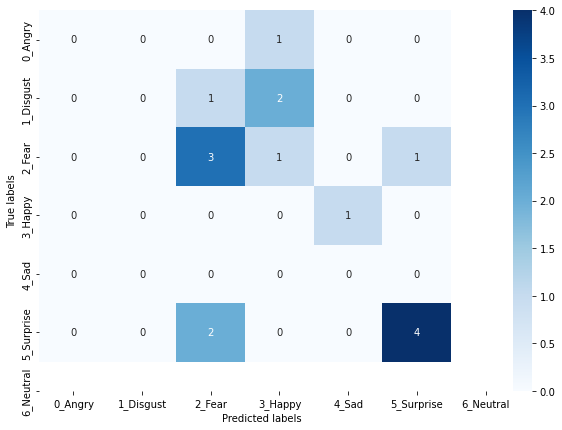 True labels
0_Angry
0 0 0 1 0 0
1_Disgust
0 0 1 2 0 0
2_Fear
0 0 3 1 0 1
3_Happy
0 0 0 0 1 0
4_Sad
0 0 0 0 0 0
5_Surprise
0 0 2 0 0 4
6_Neutral
0_Angry 1_Disgust 2_Fear 3_Happy 4_Sad 5_Surprise 6_Neutral
Predicted labels
4.0
3.5
3.0
2.5
2.0
1.5
1.0
0.5
0.0